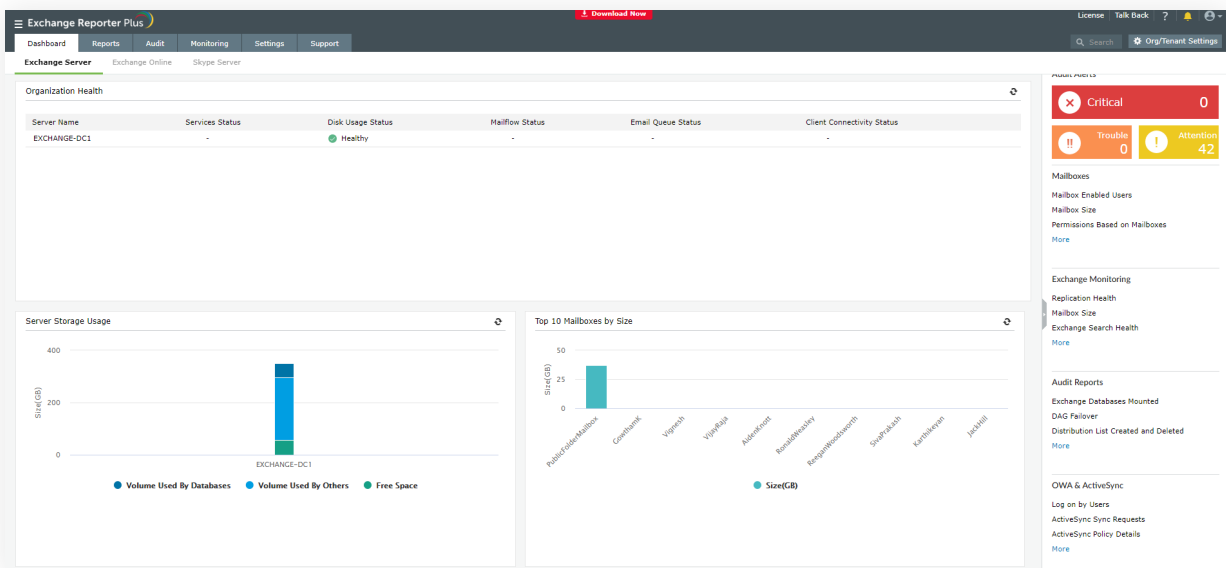 Download Now
License Talk Back ?
Exchange Reporter Plus
Dashboard Reports Audit Monitoring Settings Support
Search Org/Tenant Settings
Exchange Server Exchange Online Skype Server
Audit Alerts
Organization Health
Critical 0
Server Name Services Status Disk Usage Status Mailflow Status Email Queue Status Client Connectivity Status
EXCHANGE-DC1 - Healthy - - -
Trouble 0
Attention 42
Mailboxes
Mailbox Enabled Users
Mailbox Size
Permissions Based on Mailboxes
More
Exchange Monitoring
Replication Health
Mailbox Size
Exchange Search Health
More
Server Storage Usage
Size(GB)
400
200
0
EXCHANGE-DC1
Volume Used By Databases Volume Used By Others Free Space
Top 10 Mailboxes by Size
Size(GB)
50
25
0
PublicFolderMailbox GowthamK Vignesh VijayRaja AidenKnott RonaldWeasley ReeganWoodsworth SivaPrakash Karthikeyan JackHill
Size(GB)
Audit Reports
Exchange Databases Mounted
DAG Failover
Distribution List Created and Deleted
More
OWA & ActiveSync
Log on by Users
ActiveSync Sync Requests
ActiveSync Policy Details
More